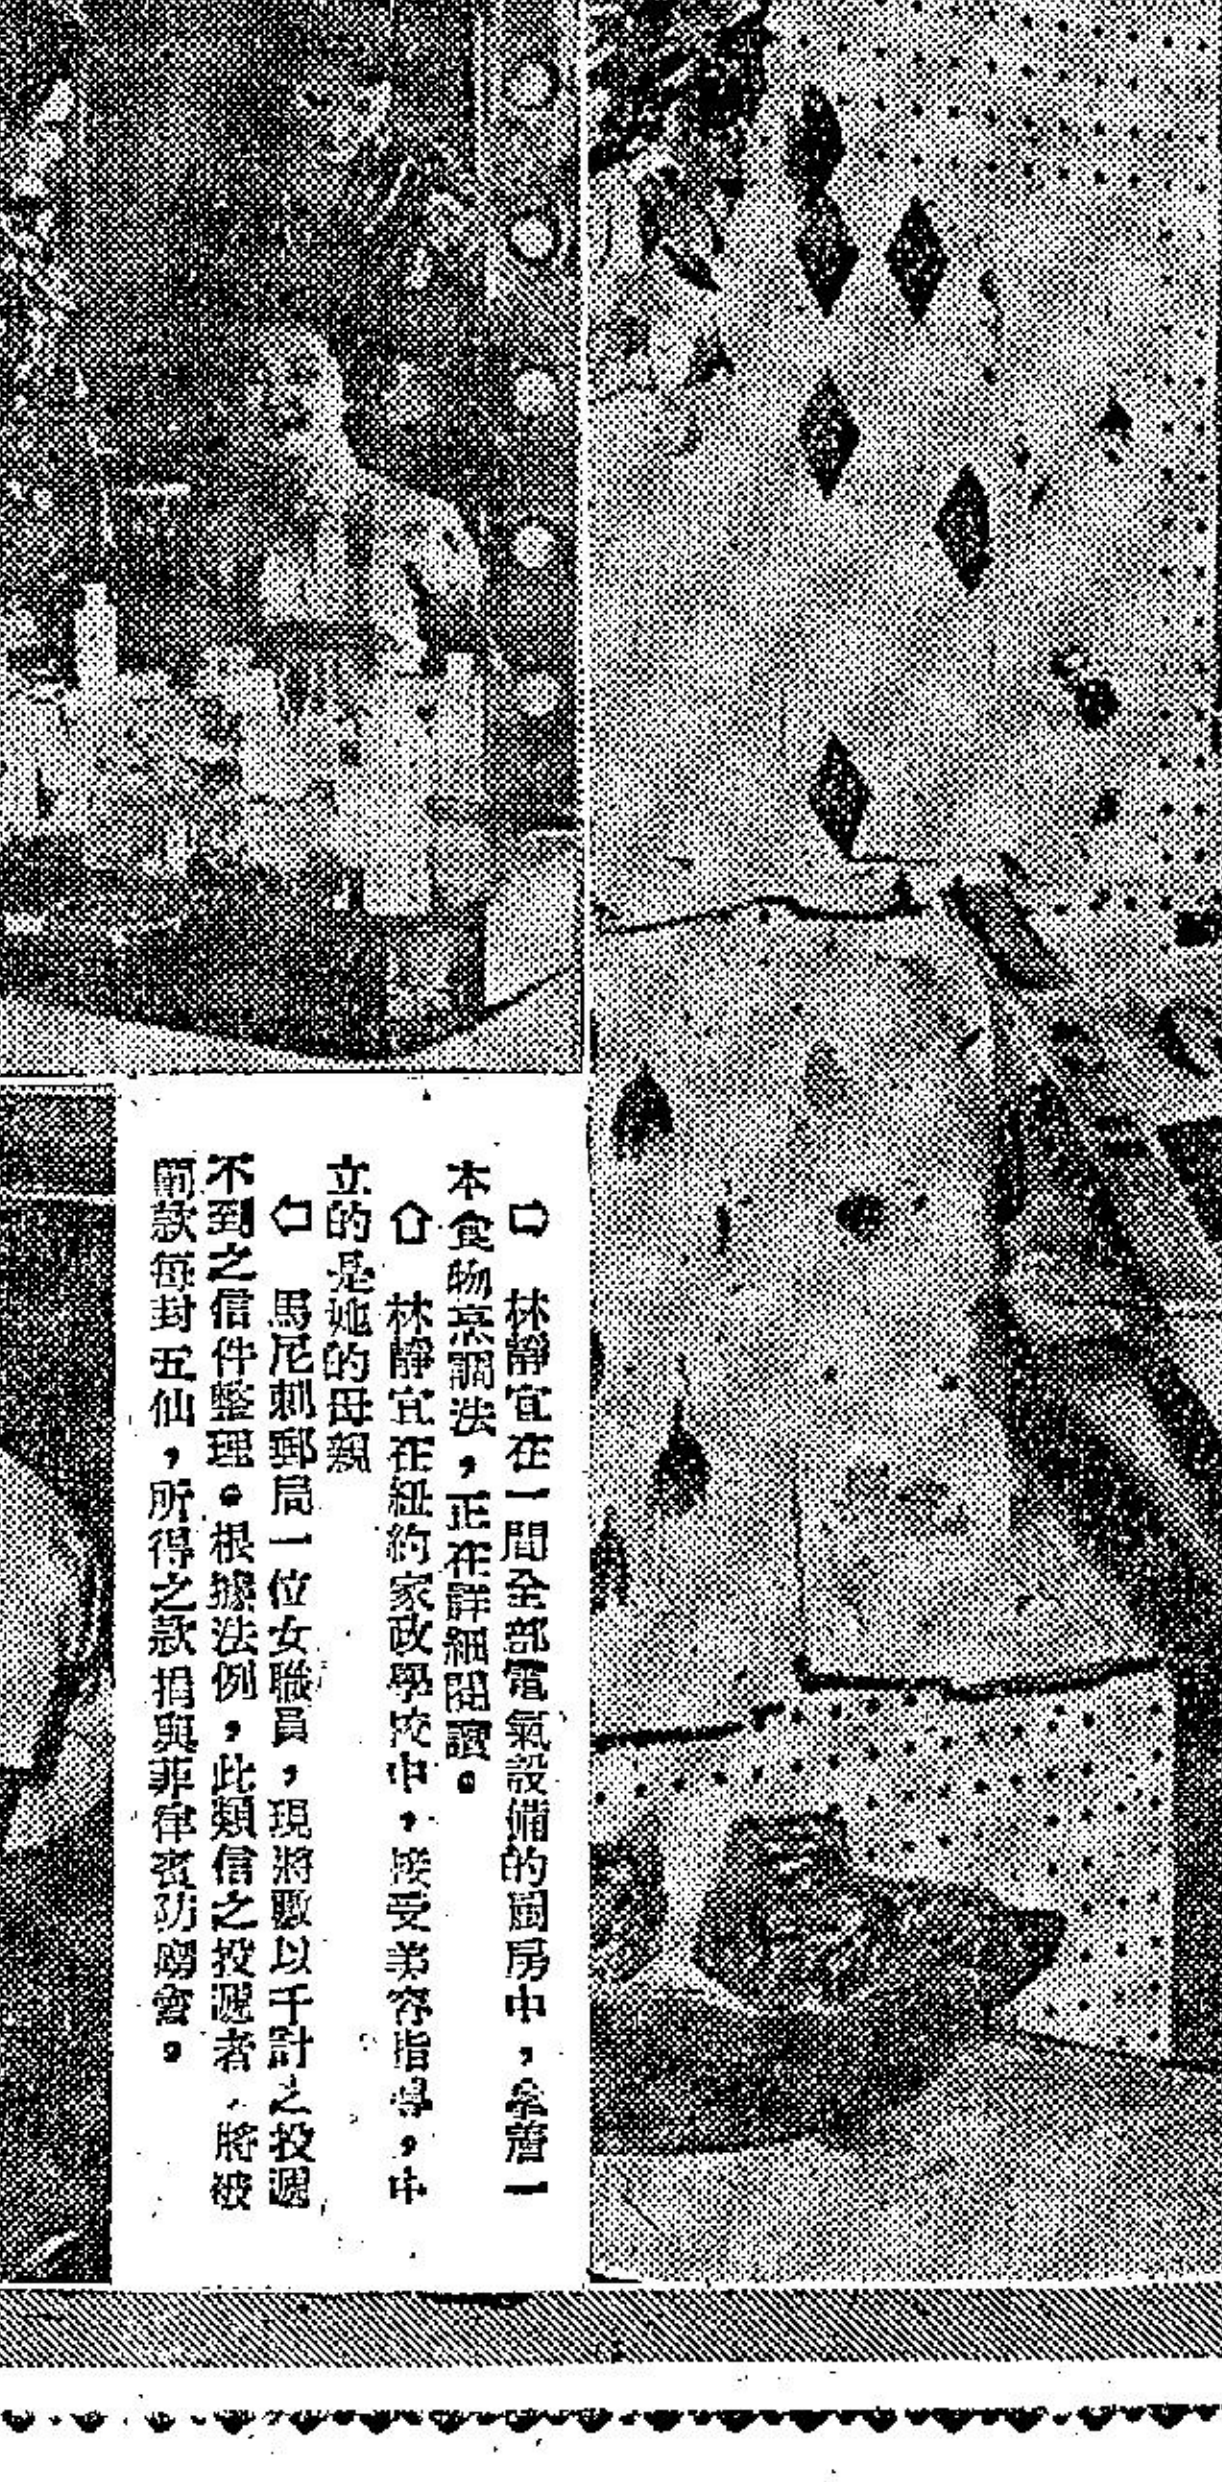 ⇨ 林靜宜在一間全部電氣設備的厨房中，拿着一
本食物烹調法，正在詳細閱讀。
⇧ 林靜宜在紐約家政學校中，接受美容指導，中
立的是她的母親
⇦ 馬尼剌郵局一位女職員，現將數以千計之投遞
不到之信件整理。根據法例，此類信之投遞者，將被
罰款每封五仙，所得之款捐與菲律賓防癆會。